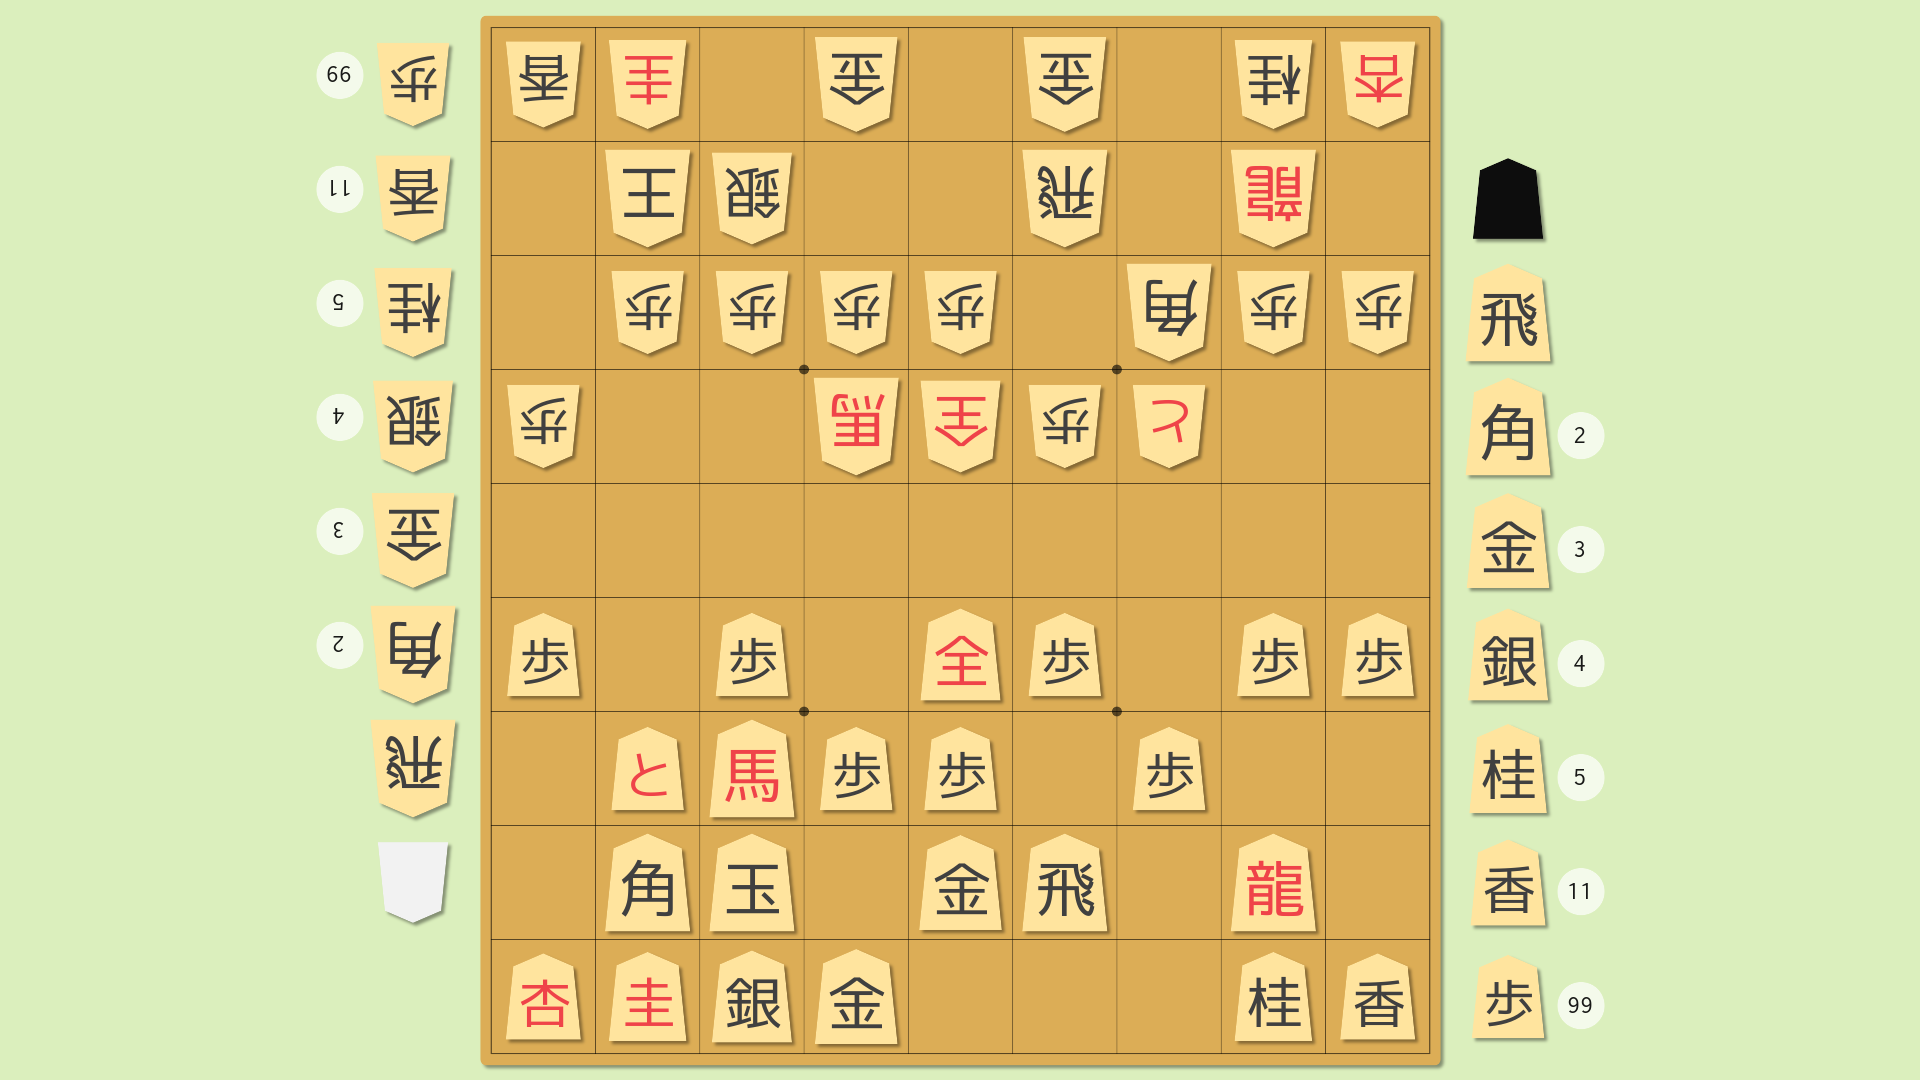 99 歩 香 圭 金 金 桂 杏
11 香 王 銀 飛 龍
5 桂 歩 歩 歩 歩 角 歩 歩 飛
4 銀 歩 馬 全 歩 と 角 2
3 金 金 3
2 角 歩 歩 全 歩 歩 歩 銀 4
飛 と 馬 歩 歩 歩 桂 5
角 玉 金 飛 龍 香 11
杏 圭 銀 金 桂 香 歩 99